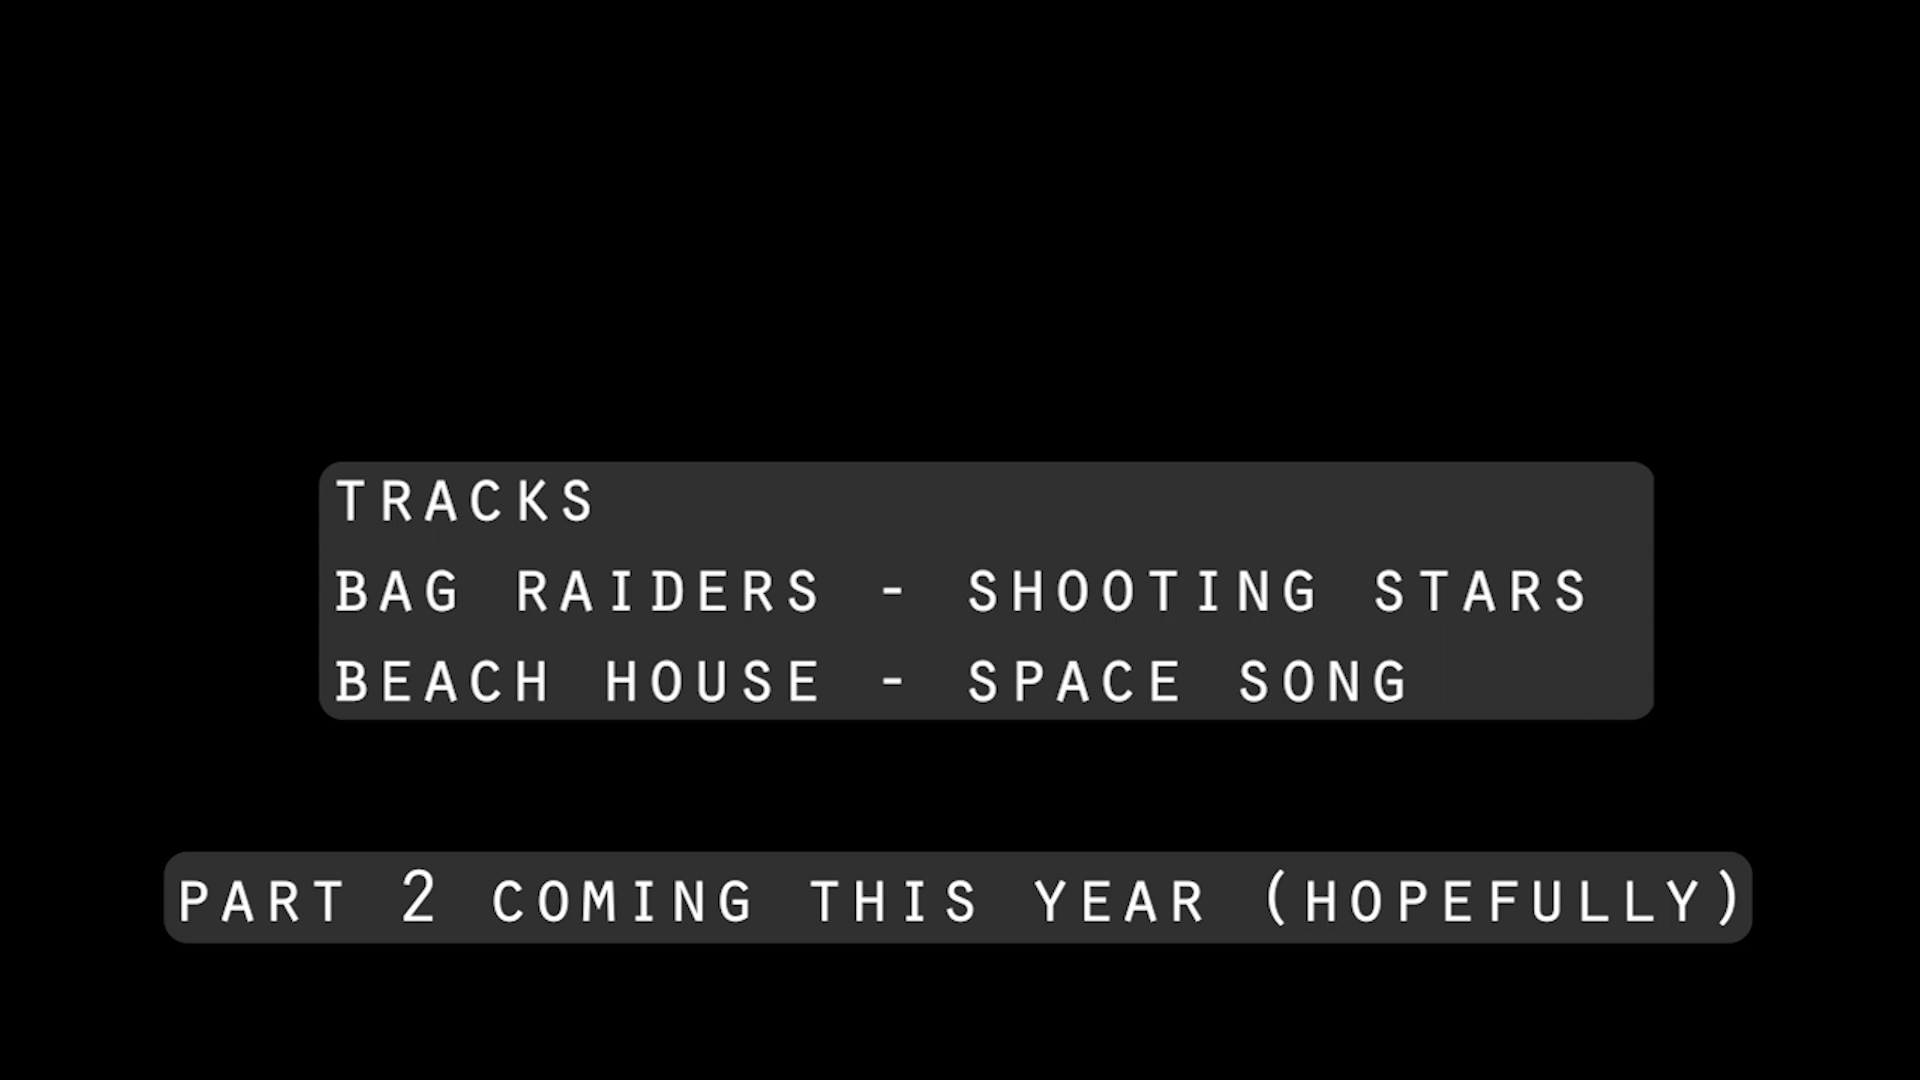 TRACKS
BAG RAIDERS - SHOOTING STARS
BEACH HOUSE - SPACE SONG
PART 2 COMING THIS YEAR (HOPEFULLY)